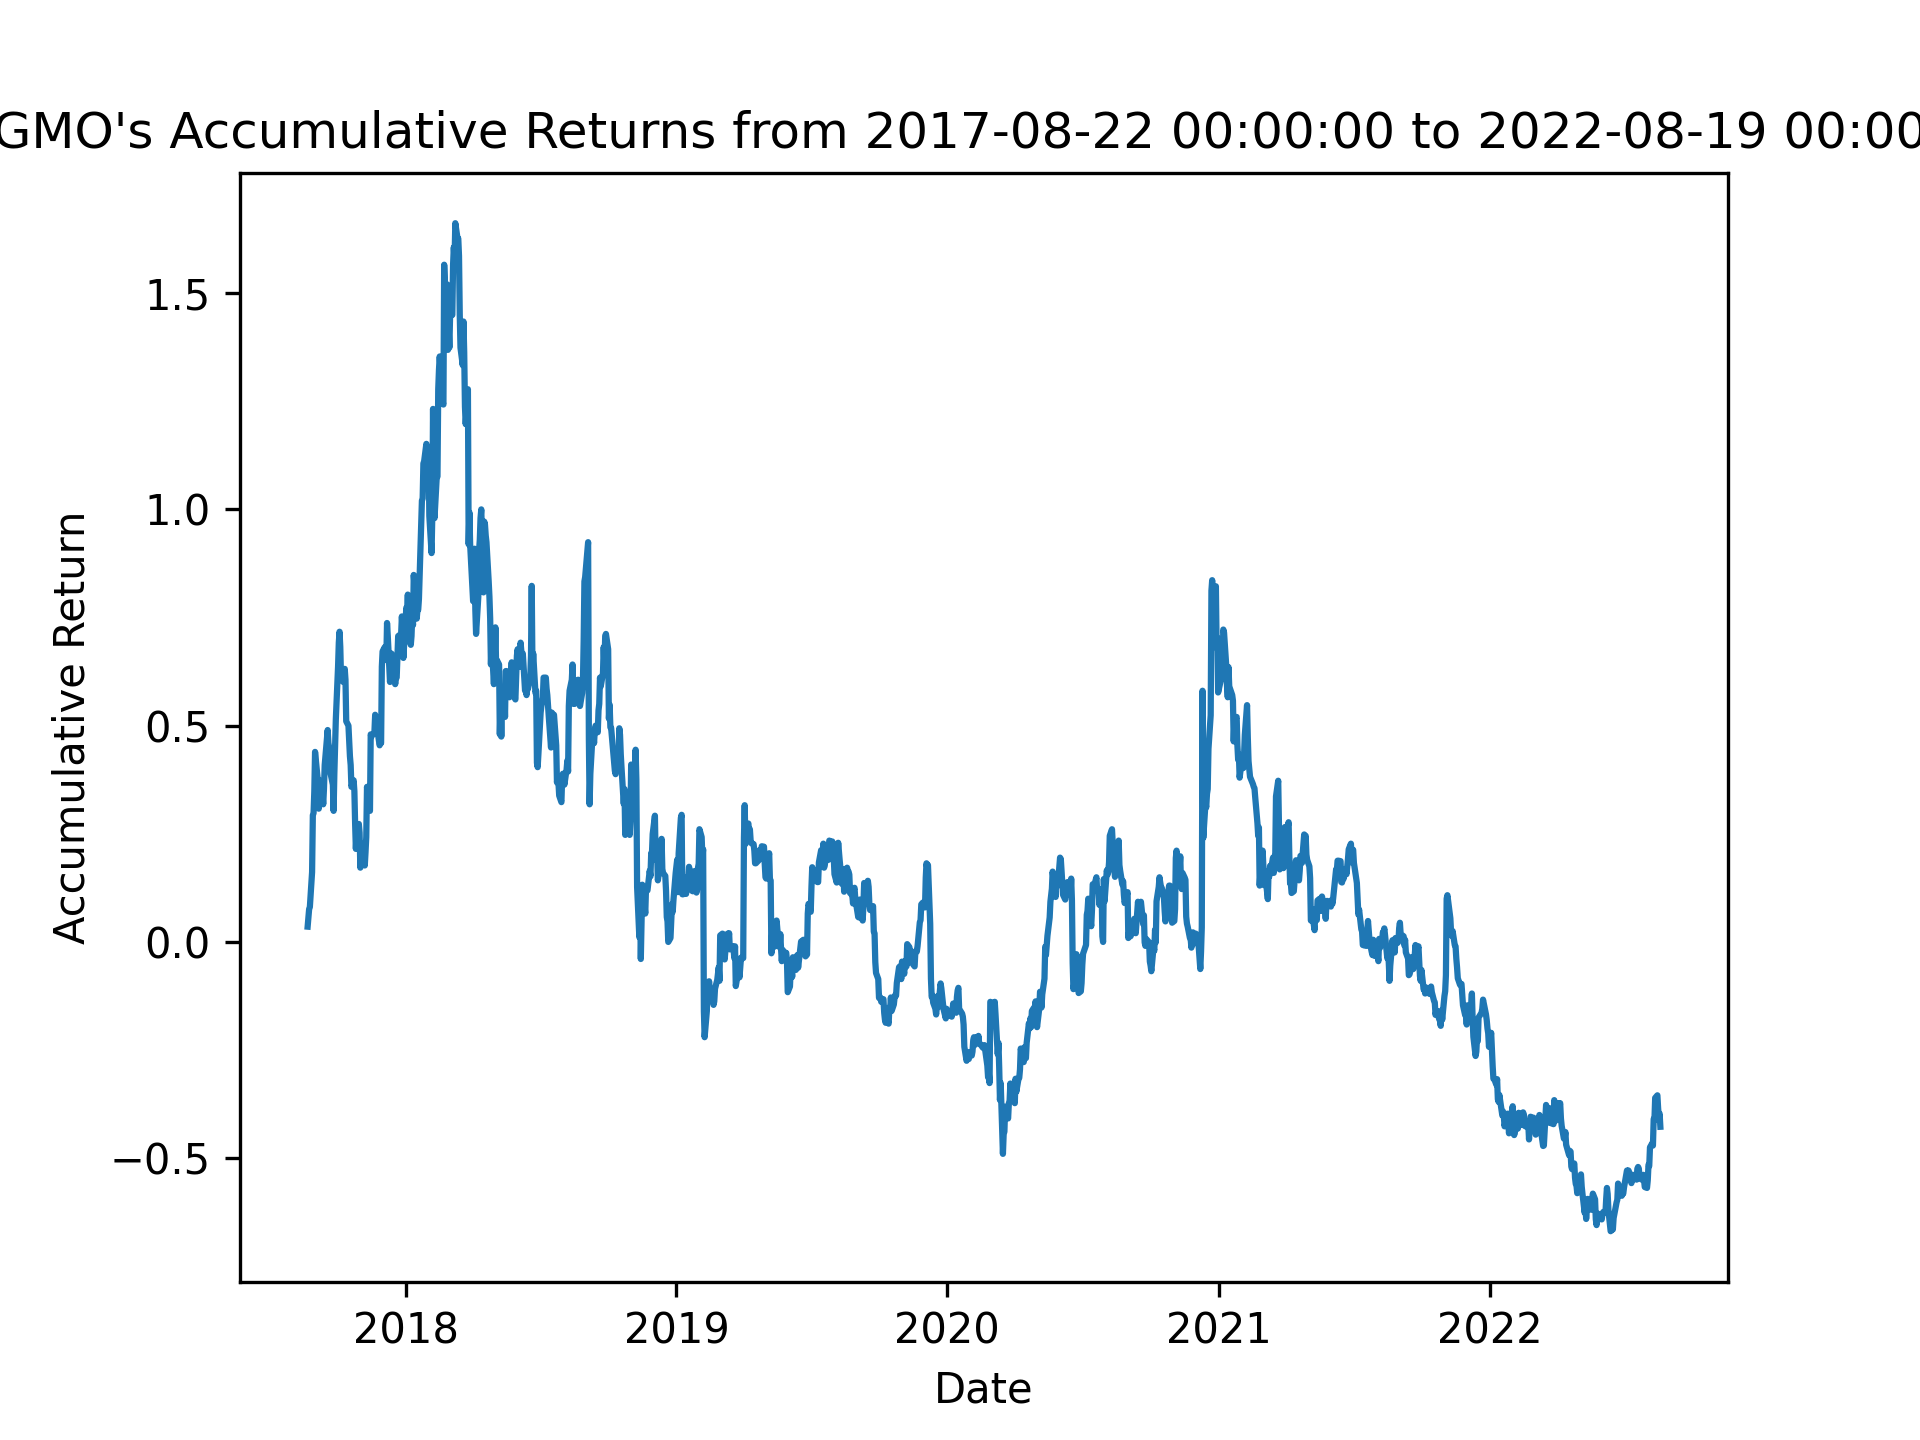 GMO's Accumulative Returns from 2017-08-22 00:00:00 to 2022-08-19 00:00
Accumulative Return
1.5
1.0
0.5
0.0
−0.5
2018 2019 2020 2021 2022
Date